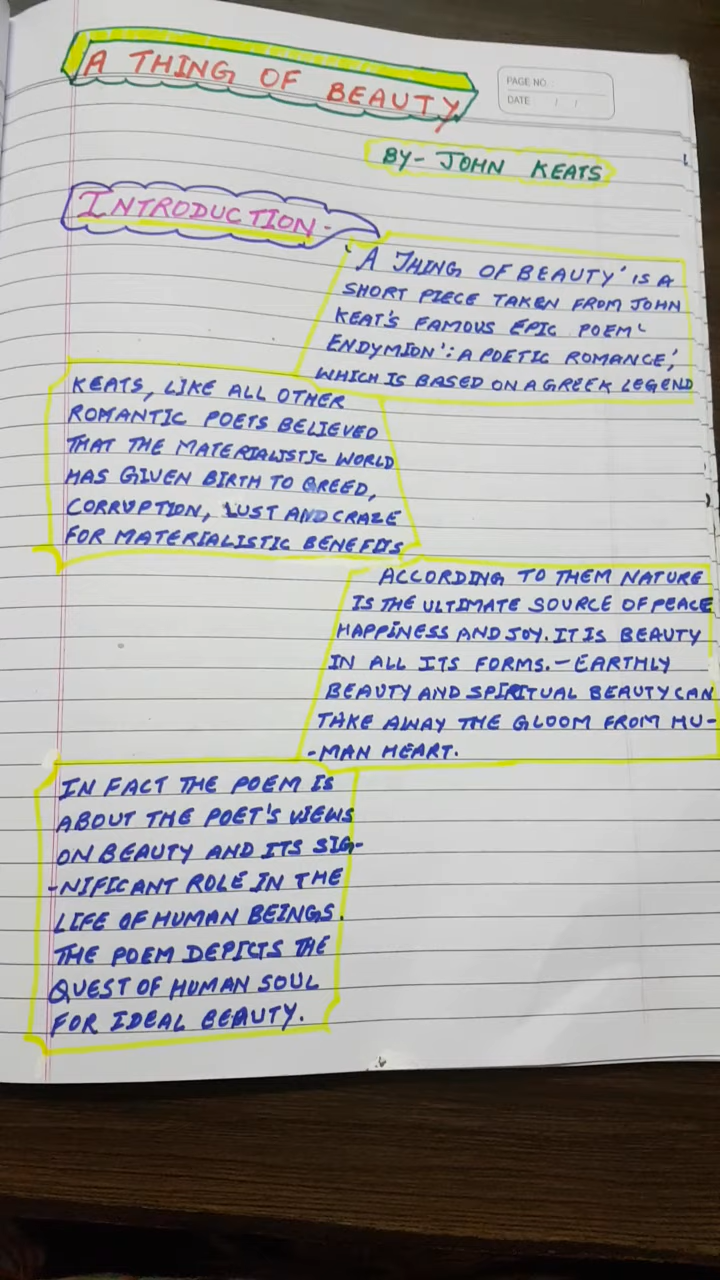 A THING OF BEAUTY
PAGE NO.:
DATE / /
BY- JOHN KEATS
INTRODUCTION-
'A THING OF BEAUTY' IS A
SHORT PIECE TAKEN FROM JOHN
KEAT'S FAMOUS EPIC POEM '
ENDYMION': A POETIC ROMANCE,'
WHICH IS BASED ON A GREEK LEGEND
KEATS, LIKE ALL OTHER
ROMANTIC POETS BELIEVED
THAT THE MATERIALISTIC WORLD
HAS GIVEN BIRTH TO GREED,
CORRUPTION, LUST AND CRAZE
FOR MATERIALISTIC BENEFITS
ACCORDING TO THEM NATURE
IS THE ULTIMATE SOURCE OF PEACE
HAPPINESS AND JOY. IT IS BEAUTY
IN ALL ITS FORMS.-EARTHLY
BEAUTY AND SPIRITUAL BEAUTY CAN
TAKE AWAY THE GLOOM FROM HU-
-MAN HEART.
IN FACT THE POEM IS
ABOUT THE POET'S VIEWS
ON BEAUTY AND ITS SIG-
-NIFICANT ROLE IN THE
LIFE OF HUMAN BEINGS.
THE POEM DEPICTS THE
QUEST OF HUMAN SOUL
FOR IDEAL BEAUTY.